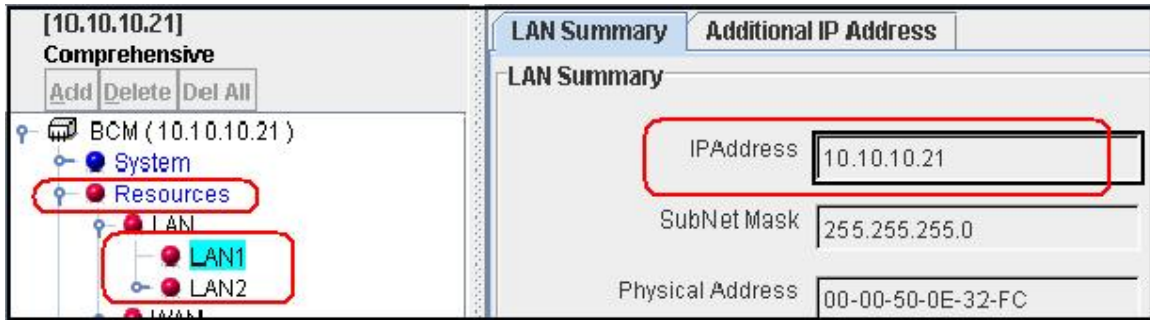 [10.10.10.21]
Comprehensive
Add Delete Del All
BCM (10.10.10.21)
System
Resources
LAN
LAN1
LAN2
WAN
LAN Summary Additional IP Address
LAN Summary
IPAddress 10.10.10.21
SubNet Mask 255.255.255.0
Physical Address 00-00-50-0E-32-FC